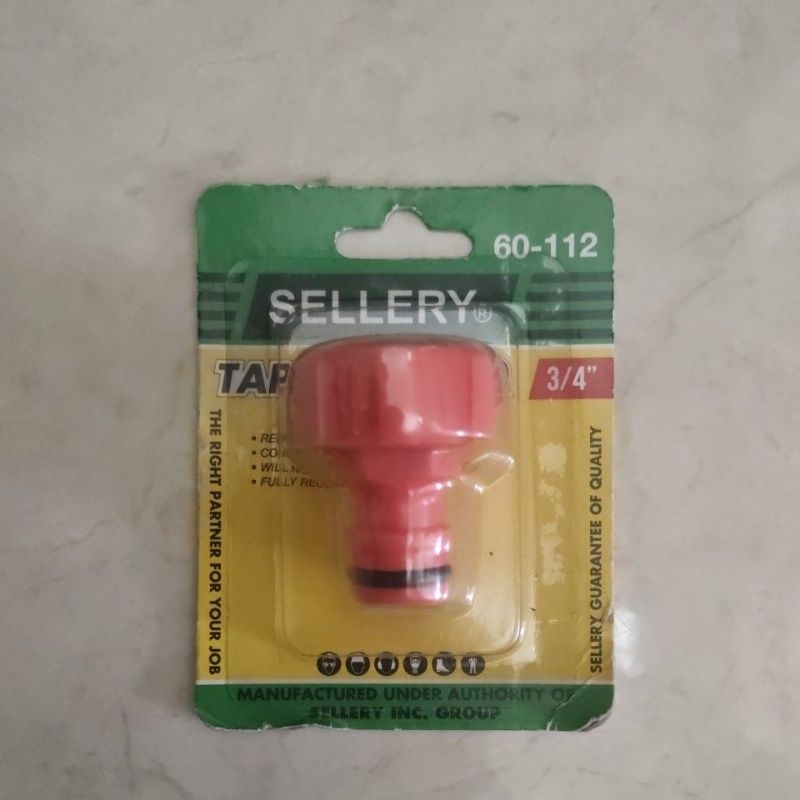 60-112
SELLERY®
TAP
3/4"
THE RIGHT PARTNER FOR YOUR JOB
• 
• 
• WILL
• FULLY
SELLERY GUARANTEE OF QUALITY
MANUFACTURED UNDER AUTHORITY OF
SELLERY INC. GROUP